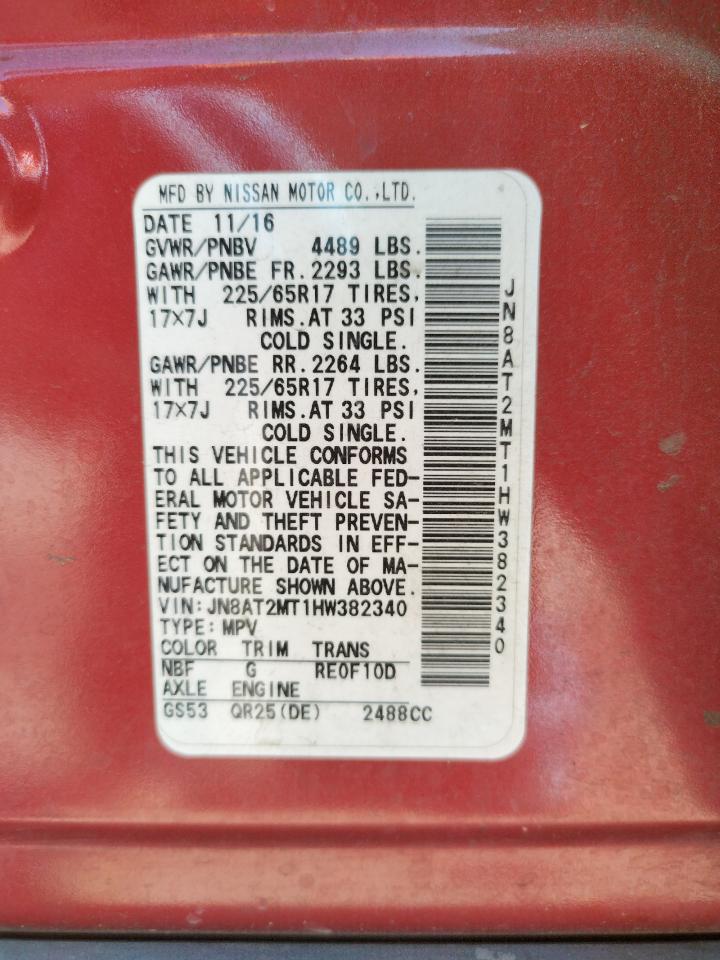 MFD BY NISSAN MOTOR CO.,LTD.
DATE 11/16
GVWR/PNBV 4489 LBS.
GAWR/PNBE FR.2293 LBS.
WITH 225/65R17 TIRES,
17×7J RIMS.AT 33 PSI
COLD SINGLE.
GAWR/PNBE RR.2264 LBS.
WITH 225/65R17 TIRES,
17×7J RIMS.AT 33 PSI
COLD SINGLE.
THIS VEHICLE CONFORMS
TO ALL APPLICABLE FED-
ERAL MOTOR VEHICLE SA-
FETY AND THEFT PREVEN-
TION STANDARDS IN EFF-
ECT ON THE DATE OF MA-
NUFACTURE SHOWN ABOVE.
VIN:JN8AT2MT1HW382340
TYPE:MPV
COLOR TRIM TRANS
NBF G RE0F10D
AXLE ENGINE
GS53 QR25(DE) 2488CC
JN8AT2MT1HW382340